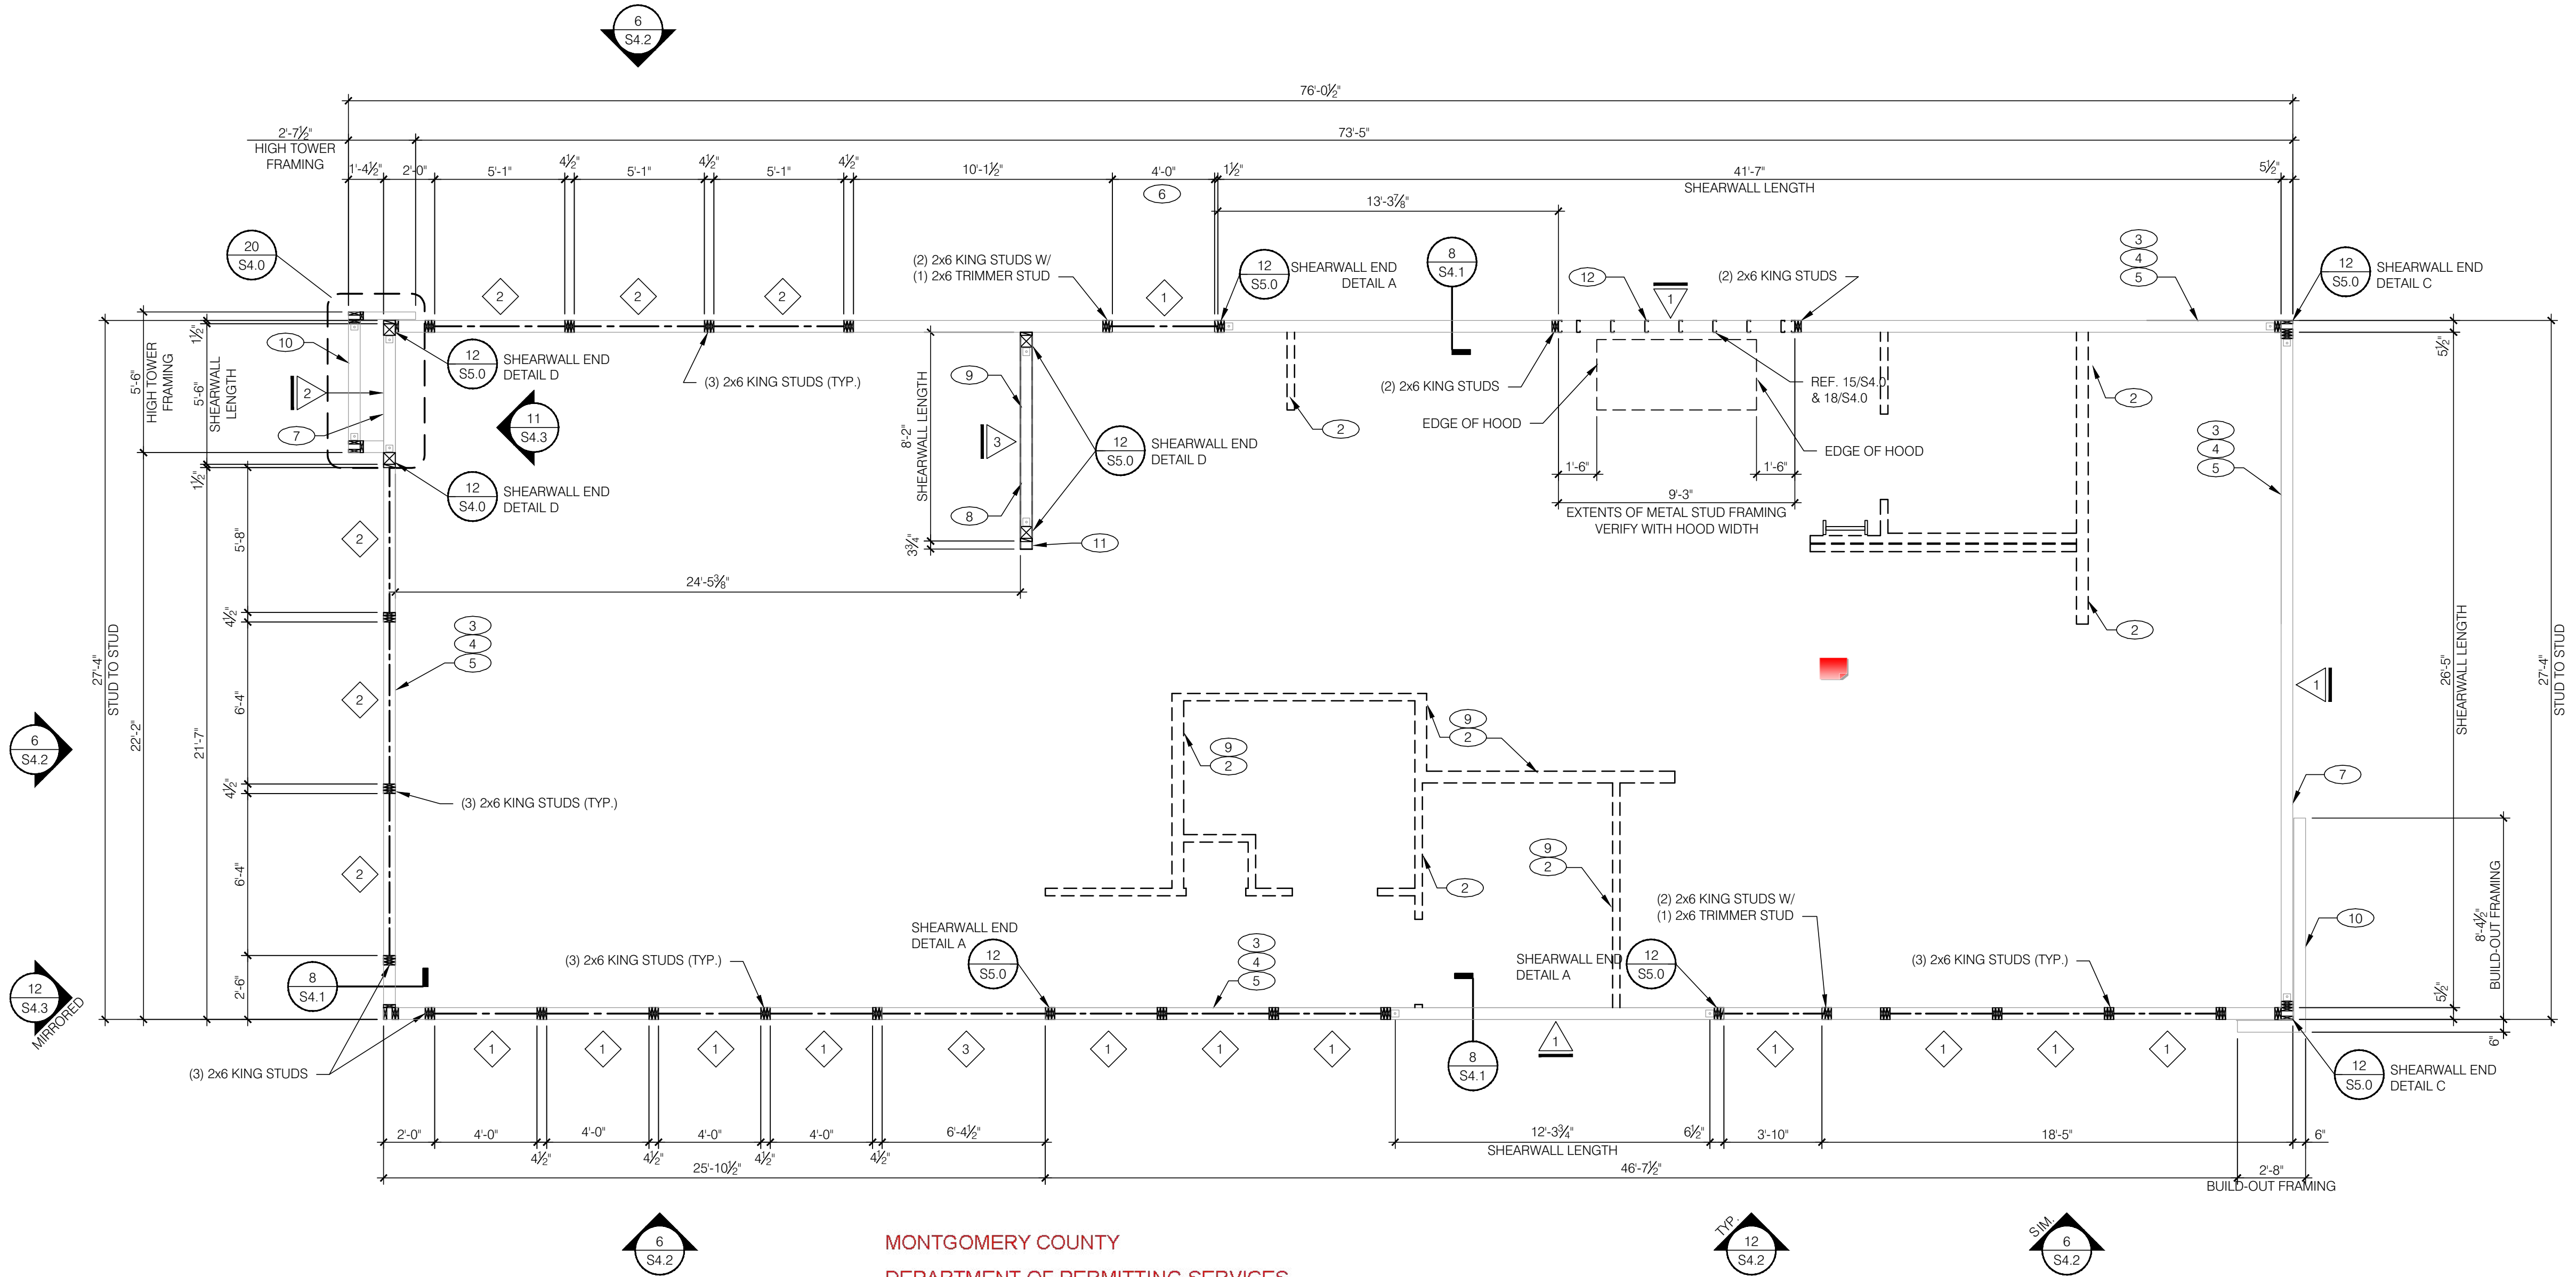 6
S4.2
76'-0½"
2'-7½"
HIGH TOWER
FRAMING
73'-5"
1'-4½"
2'-0"
5'-1"
4½"
5'-1"
4½"
5'-1"
4½"
10'-1½"
4'-0"
6
1½"
41'-7"
SHEARWALL LENGTH
5½"
13'-3⅞"
20
S4.0
(2) 2x6 KING STUDS W/
(1) 2x6 TRIMMER STUD
12
S5.0
SHEARWALL END
DETAIL A
8
S4.1
12
1
(2) 2x6 KING STUDS
3
4
5
12
S5.0
SHEARWALL END
DETAIL C
2
2
2
1
1½"
10
5'-6"
HIGH TOWER
FRAMING
5'-6"
SHEARWALL
LENGTH
2
7
12
S5.0
SHEARWALL END
DETAIL D
(3) 2x6 KING STUDS (TYP.)
11
S4.3
9
8'-2"
SHEARWALL LENGTH
3
8
3¾"
11
12
S5.0
SHEARWALL END
DETAIL D
2
(2) 2x6 KING STUDS
EDGE OF HOOD
REF. 15/S4.0
& 18/S4.0
EDGE OF HOOD
1'-6"
1'-6"
9'-3"
EXTENTS OF METAL STUD FRAMING
VERIFY WITH HOOD WIDTH
2
3
4
5
5½"
1½"
12
S4.0
SHEARWALL END
DETAIL D
5'-8"
2
24'-5⅜"
4½"
3
4
5
2
27'-4"
STUD TO STUD
22'-2"
21'-7"
6'-4"
2
6
S4.2
4½"
(3) 2x6 KING STUDS (TYP.)
6'-4"
2
9
2
9
2
9
2
2
26'-5"
SHEARWALL LENGTH
27'-4"
STUD TO STUD
1
7
10
8'-4½"
BUILD-OUT FRAMING
5½"
6"
12
S4.3
MIRRORED
2'-6"
8
S4.1
(3) 2x6 KING STUDS (TYP.)
SHEARWALL END
DETAIL A
12
S5.0
3
4
5
SHEARWALL END
DETAIL A
12
S5.0
(2) 2x6 KING STUDS W/
(1) 2x6 TRIMMER STUD
(3) 2x6 KING STUDS (TYP.)
(3) 2x6 KING STUDS
1
1
1
1
3
1
1
1
8
S4.1
1
1
1
1
1
12
S5.0
SHEARWALL END
DETAIL C
2'-0"
4'-0"
4½"
4'-0"
4½"
4'-0"
4½"
4'-0"
4½"
6'-4½"
25'-10½"
12'-3¾"
SHEARWALL LENGTH
6½"
3'-10"
18'-5"
6"
46'-7½"
2'-8"
BUILD-OUT FRAMING
6
S4.2
MONTGOMERY COUNTY
DEPARTMENT OF PERMITTING SERVICES
TYP.
12
S4.2
SIM.
6
S4.2